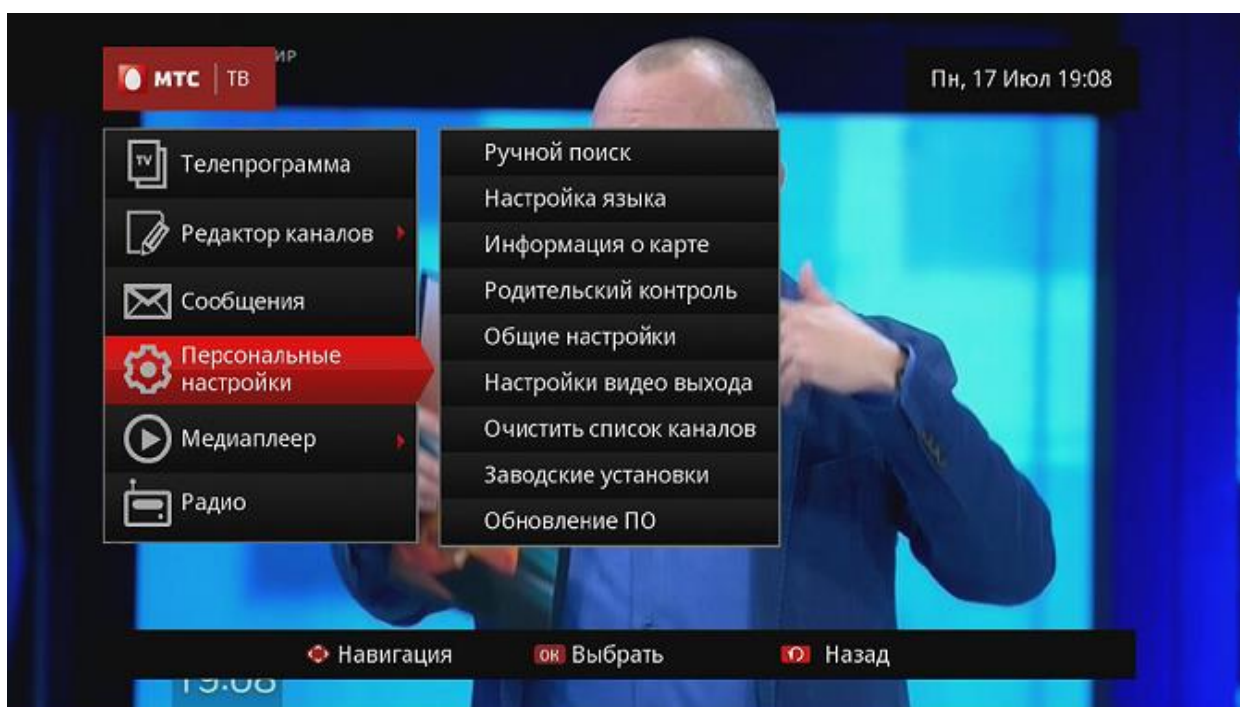 МТС | ТВ
Пн, 17 Июл 19:08
Телепрограмма
Редактор каналов
Сообщения
Персональные
настройки
Медиаплеер
Радио
Ручной поиск
Настройка языка
Информация о карте
Родительский контроль
Общие настройки
Настройки видео выхода
Очистить список каналов
Заводские установки
Обновление ПО
Навигация
OK Выбрать
Назад
19:08